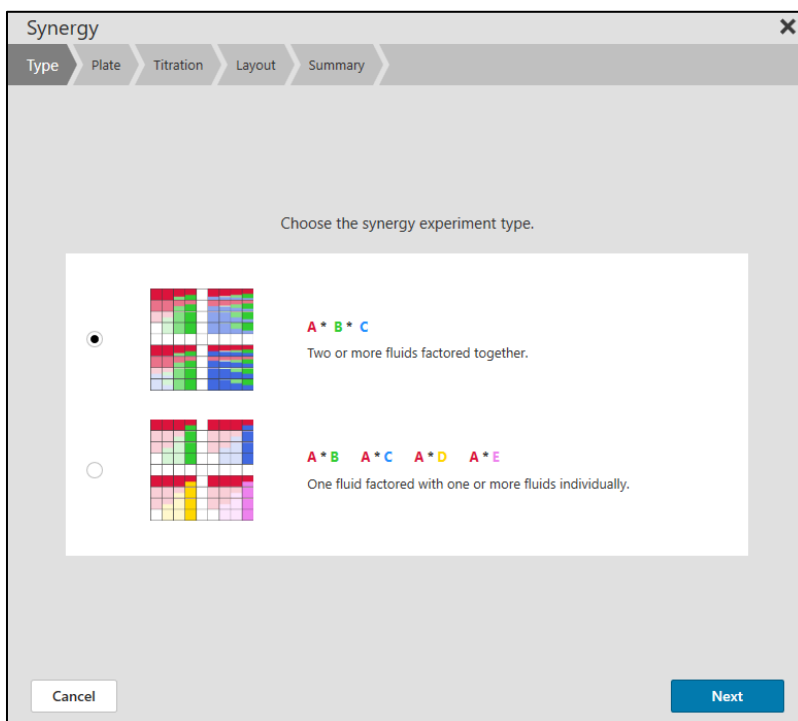 Synergy
Type Plate Titration Layout Summary
Choose the synergy experiment type.
A * B * C
Two or more fluids factored together.
A * B A * C A * D A * E
One fluid factored with one or more fluids individually.
Cancel Next